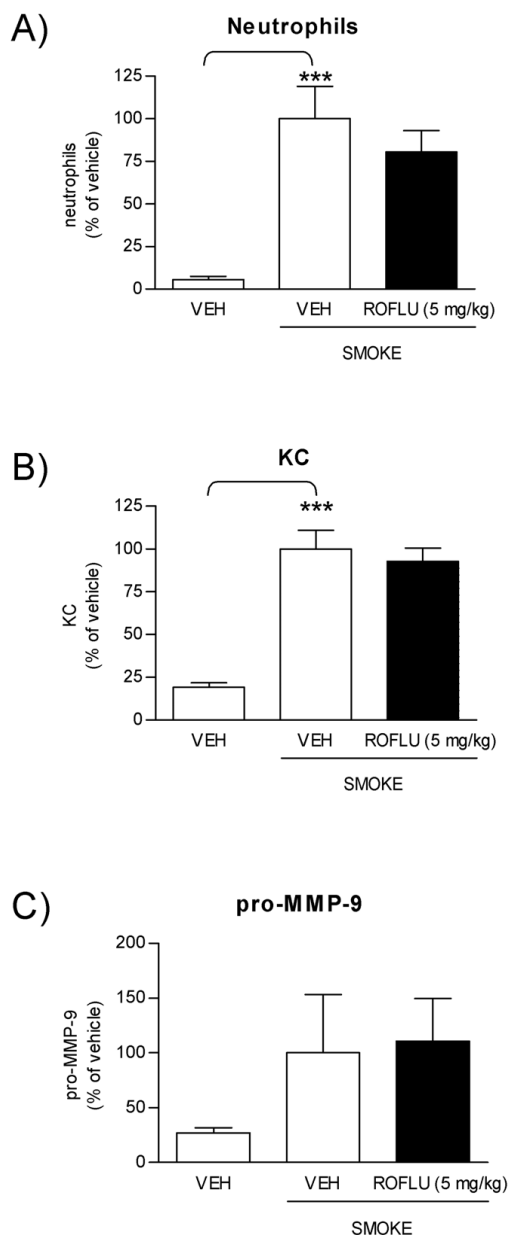 A)
Neutrophils
***
neutrophils
(% of vehicle)
125
100
75
50
25
0
VEH VEH ROFLU (5 mg/kg)
SMOKE
B)
KC
***
KC
(% of vehicle)
125
100
75
50
25
0
VEH VEH ROFLU (5 mg/kg)
SMOKE
C)
pro-MMP-9
pro-MMP-9
(% of vehicle)
200
150
100
50
0
VEH VEH ROFLU (5 mg/kg)
SMOKE